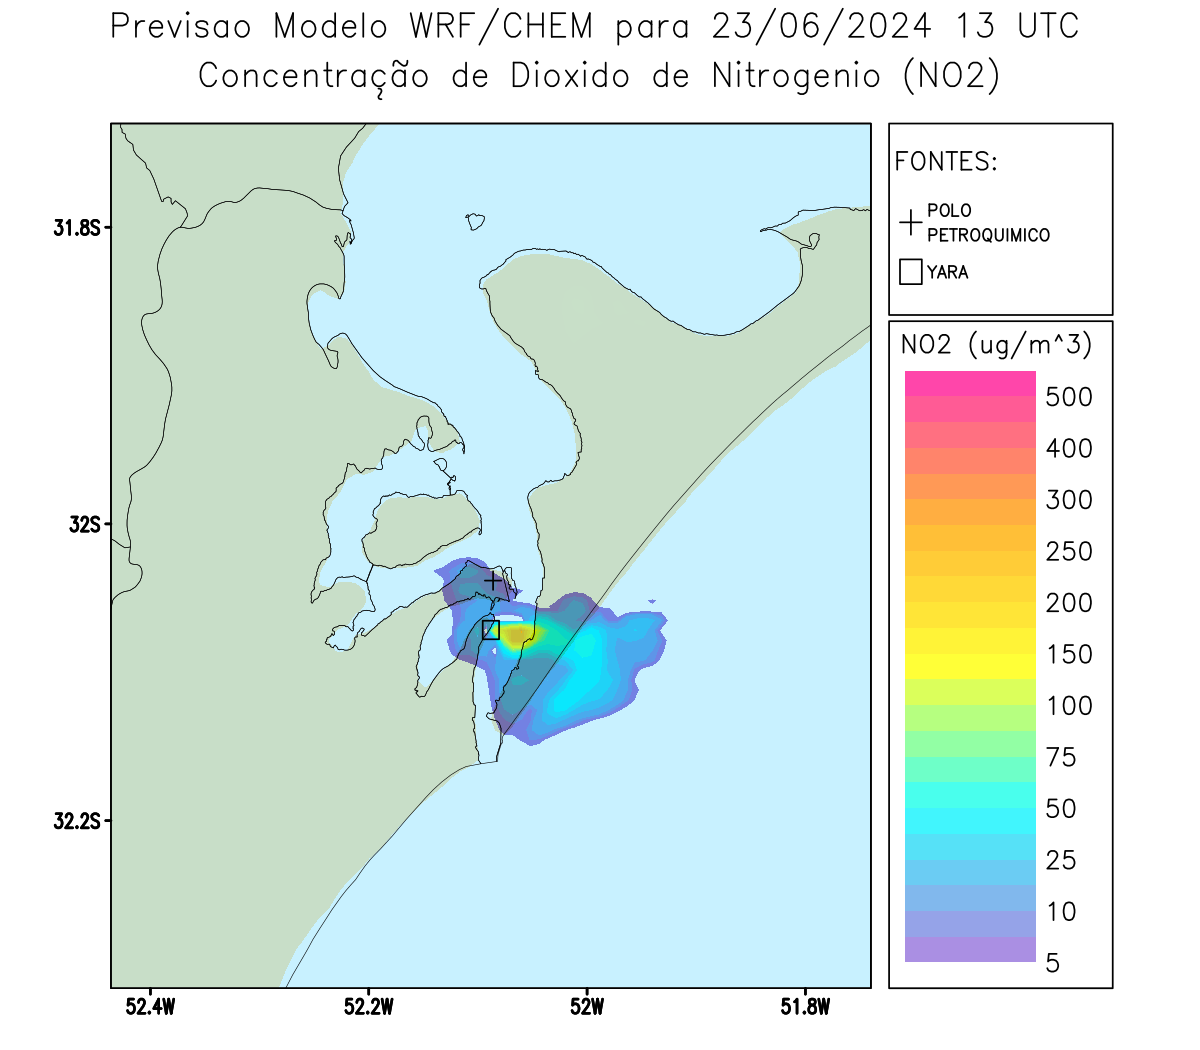 Previsao Modelo WRF/CHEM para 23/06/2024 13 UTC
Concentração de Dioxido de Nitrogenio (NO2)
FONTES:
POLO
PETROQUIMICO
YARA
NO2 (ug/m^3)
500
400
300
250
200
150
100
75
50
25
10
5
31.8S
32S
32.2S
52.4W
52.2W
52W
51.8W